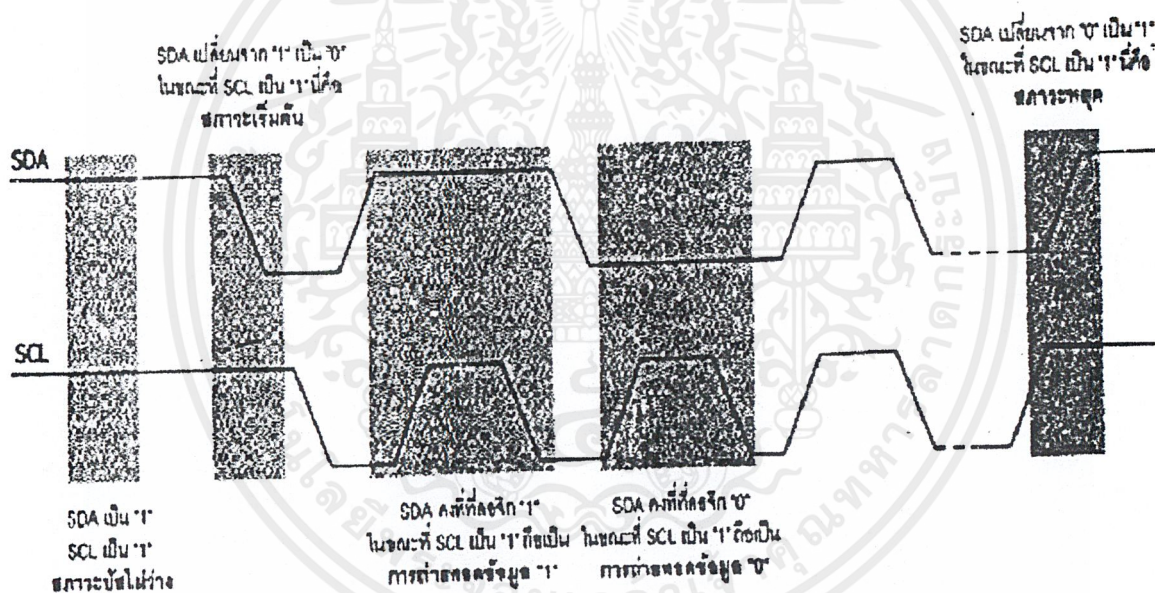 SDA เปลี่ยนจาก "1" เป็น "0"
ในขณะที่ SCL เป็น "1" นี่คือ
สภาวะเริ่มต้น
SDA เปลี่ยนจาก "0" เป็น "1"
ในขณะที่ SCL เป็น "1" นี่คือ
สภาวะหยุด
SDA
SCL
SDA เป็น "1"
SCL เป็น "1"
สภาวะบัสไม่ว่าง
SDA คงที่ที่ลอจิก "1"
ในขณะที่ SCL เป็น "1" ถือเป็น
การถ่ายทอดข้อมูล "1"
SDA คงที่ที่ลอจิก "0"
ในขณะที่ SCL เป็น "1" ถือเป็น
การถ่ายทอดข้อมูล "0"